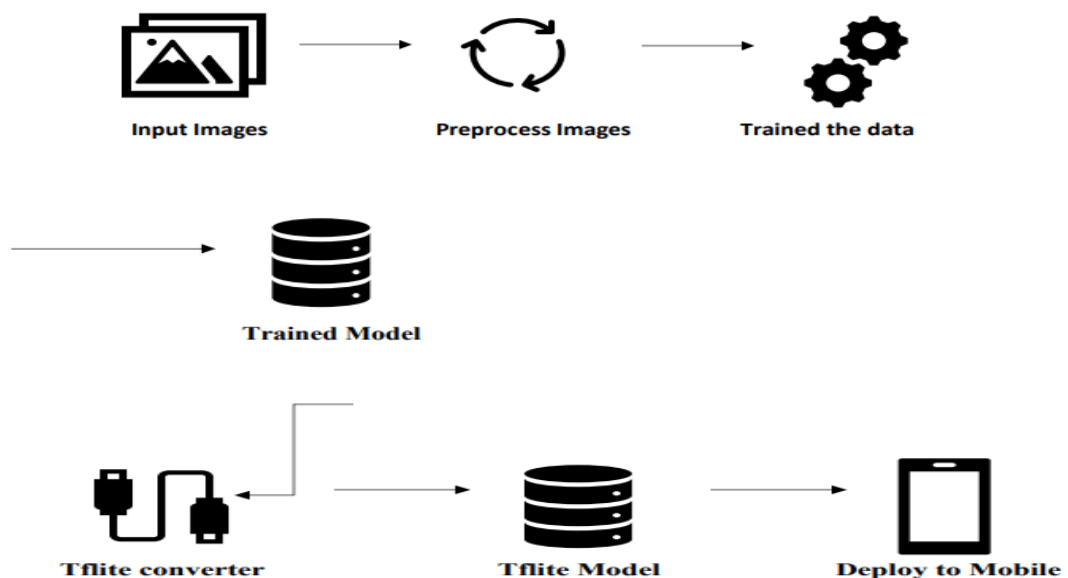 Input Images
Preprocess Images
Trained the data
Trained Model
Tflite converter
Tflite Model
Deploy to Mobile